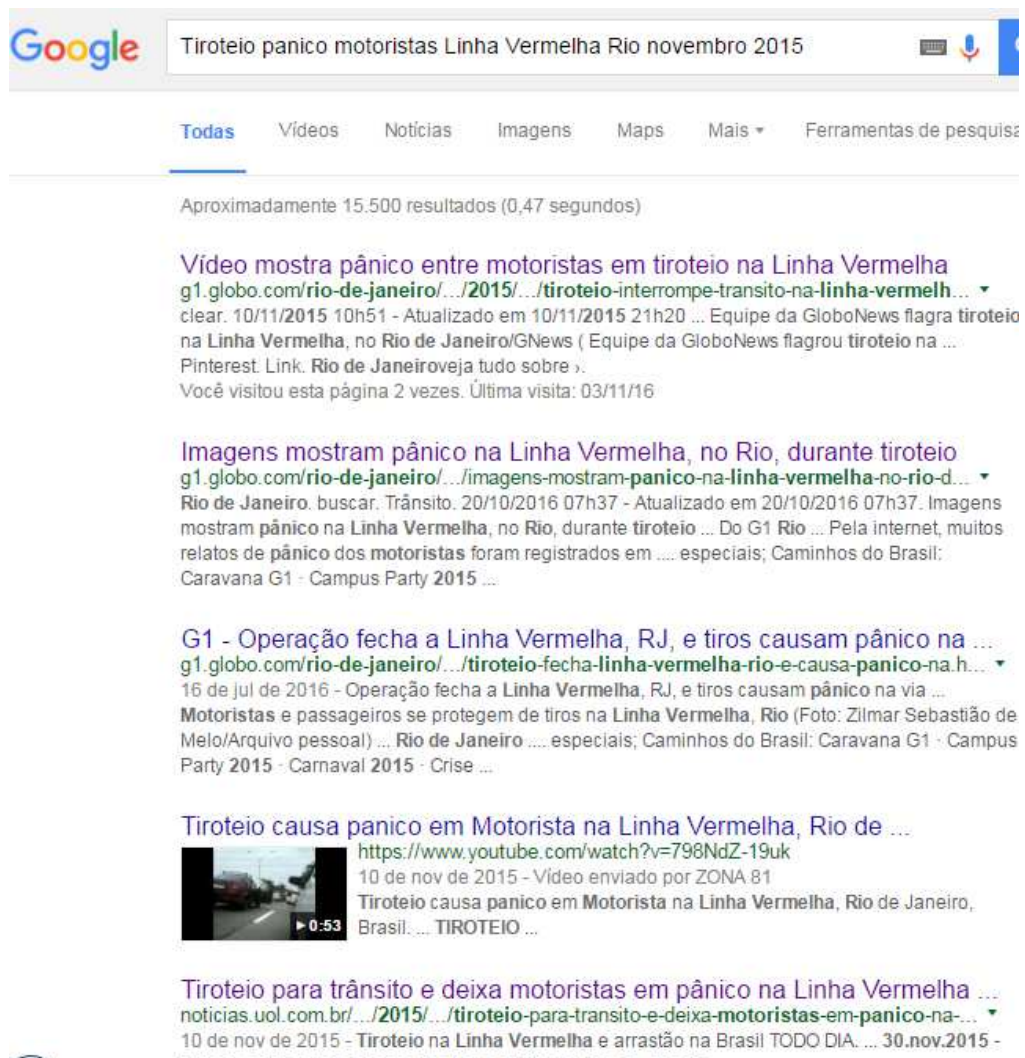 Google
Tiroteio panico motoristas Linha Vermelha Rio novembro 2015
Todas Vídeos Notícias Imagens Maps Mais Ferramentas de pesquisa
Aproximadamente 15.500 resultados (0,47 segundos)
Vídeo mostra pânico entre motoristas em tiroteio na Linha Vermelha
g1.globo.com/rio-de-janeiro/.../2015/.../tiroteio-interrompe-transito-na-linha-vermelh...
clear. 10/11/2015 10h51 - Atualizado em 10/11/2015 21h20 ... Equipe da GloboNews flagra tiroteio
na Linha Vermelha, no Rio de Janeiro/GNews ( Equipe da GloboNews flagrou tiroteio na ...
Pinterest. Link. Rio de Janeiroveja tudo sobre ›.
Você visitou esta página 2 vezes. Última visita: 03/11/16
Imagens mostram pânico na Linha Vermelha, no Rio, durante tiroteio
g1.globo.com/rio-de-janeiro/.../imagens-mostram-panico-na-linha-vermelha-no-rio-d...
Rio de Janeiro. buscar. Trânsito. 20/10/2016 07h37 - Atualizado em 20/10/2016 07h37. Imagens
mostram pânico na Linha Vermelha, no Rio, durante tiroteio ... Do G1 Rio ... Pela internet, muitos
relatos de pânico dos motoristas foram registrados em .... especiais; Caminhos do Brasil:
Caravana G1 · Campus Party 2015 ...
G1 - Operação fecha a Linha Vermelha, RJ, e tiros causam pânico na ...
g1.globo.com/rio-de-janeiro/.../tiroteio-fecha-linha-vermelha-rio-e-causa-panico-na.h...
16 de jul de 2016 - Operação fecha a Linha Vermelha, RJ, e tiros causam pânico na via ...
Motoristas e passageiros se protegem de tiros na Linha Vermelha, Rio (Foto: Zilmar Sebastião de
Melo/Arquivo pessoal) ... Rio de Janeiro .... especiais; Caminhos do Brasil: Caravana G1 · Campus
Party 2015 · Carnaval 2015 · Crise ...
Tiroteio causa panico em Motorista na Linha Vermelha, Rio de ...
https://www.youtube.com/watch?v=798NdZ-19uk
10 de nov de 2015 - Vídeo enviado por ZONA 81
Tiroteio causa panico em Motorista na Linha Vermelha, Rio de Janeiro,
0:53 Brasil. ... TIROTEIO ...
Tiroteio para trânsito e deixa motoristas em pânico na Linha Vermelha ...
noticias.uol.com.br/.../2015/.../tiroteio-para-transito-e-deixa-motoristas-em-panico-na-...
10 de nov de 2015 - Tiroteio na Linha Vermelha e arrastão na Brasil TODO DIA. ... 30.nov.2015 -